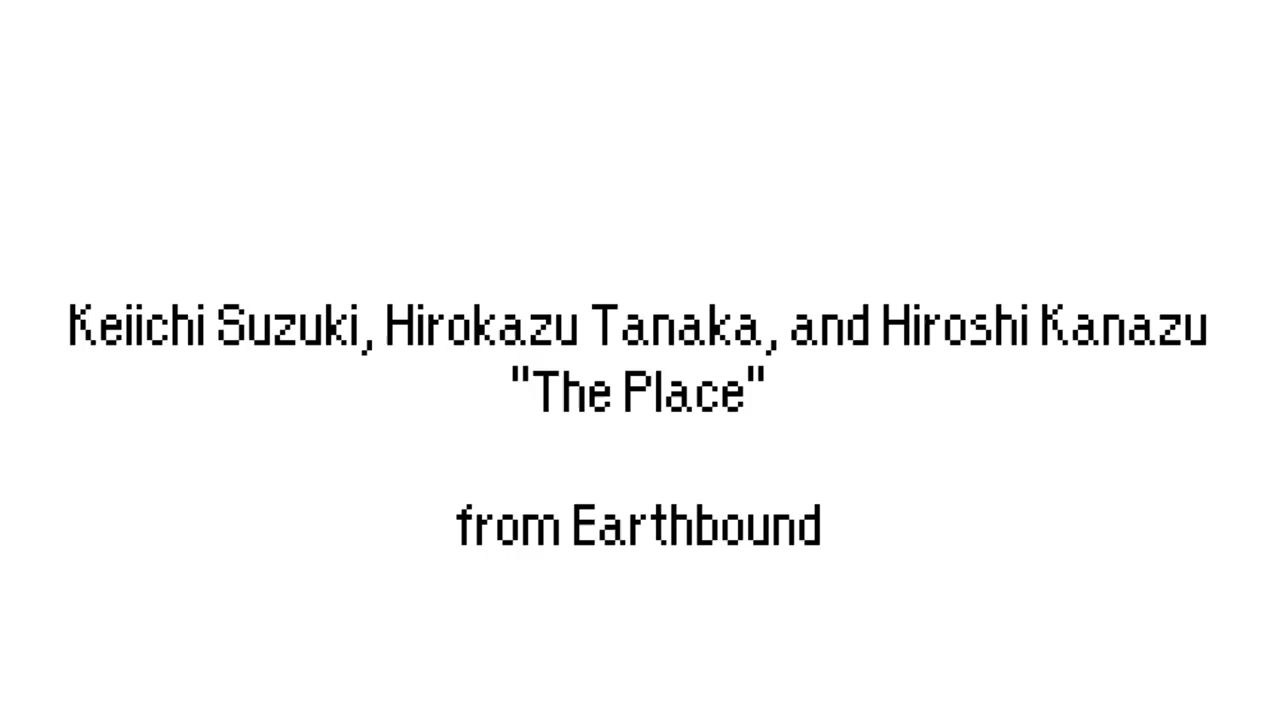 Keiichi Suzuki, Hirokazu Tanaka, and Hiroshi Kanazu
"The Place"
from Earthbound